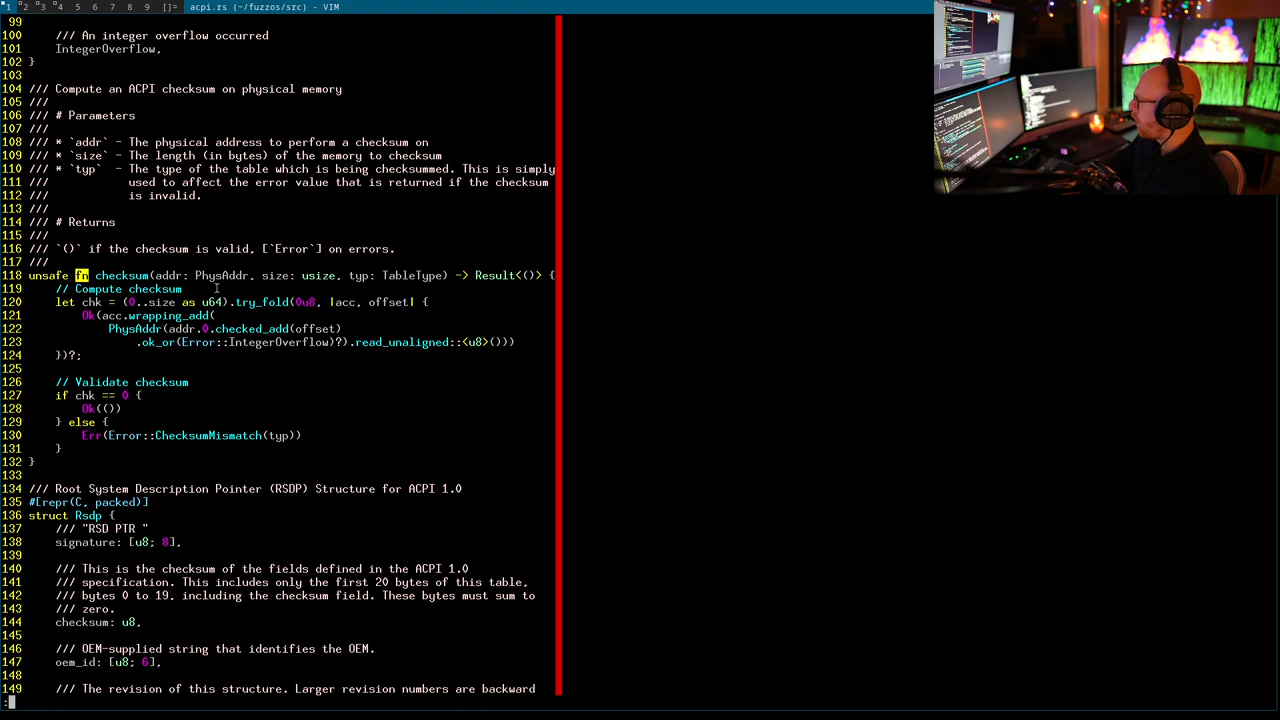 1 2 3 4 5 6 7 8 9 []= acpi.rs (~/fuzzos/src) - VIM
99
100 /// An integer overflow occurred
101 IntegerOverflow,
102 }
103
104 /// Compute an ACPI checksum on physical memory
105 ///
106 /// # Parameters
107 ///
108 /// * `addr` - The physical address to perform a checksum on
109 /// * `size` - The length (in bytes) of the memory to checksum
110 /// * `typ` - The type of the table which is being checksummed. This is simply
111 /// used to affect the error value that is returned if the checksum
112 /// is invalid.
113 ///
114 /// # Returns
115 ///
116 /// `()` if the checksum is valid, [`Error`] on errors.
117 ///
118 unsafe fn checksum(addr: PhysAddr, size: usize, typ: TableType) -> Result<()> {
119 // Compute checksum
120 let chk = (0..size as u64).try_fold(0u8, |acc, offset| {
121 Ok(acc.wrapping_add(
122 PhysAddr(addr.0.checked_add(offset)
123 .ok_or(Error::IntegerOverflow)?).read_unaligned::<u8>()))
124 })?;
125
126 // Validate checksum
127 if chk == 0 {
128 Ok(())
129 } else {
130 Err(Error::ChecksumMismatch(typ))
131 }
132 }
133
134 /// Root System Description Pointer (RSDP) Structure for ACPI 1.0
135 #[repr(C, packed)]
136 struct Rsdp {
137 /// "RSD PTR "
138 signature: [u8; 8],
139
140 /// This is the checksum of the fields defined in the ACPI 1.0
141 /// specification. This includes only the first 20 bytes of this table,
142 /// bytes 0 to 19, including the checksum field. These bytes must sum to
143 /// zero.
144 checksum: u8,
145
146 /// OEM-supplied string that identifies the OEM.
147 oem_id: [u8; 6],
148
149 /// The revision of this structure. Larger revision numbers are backward
: